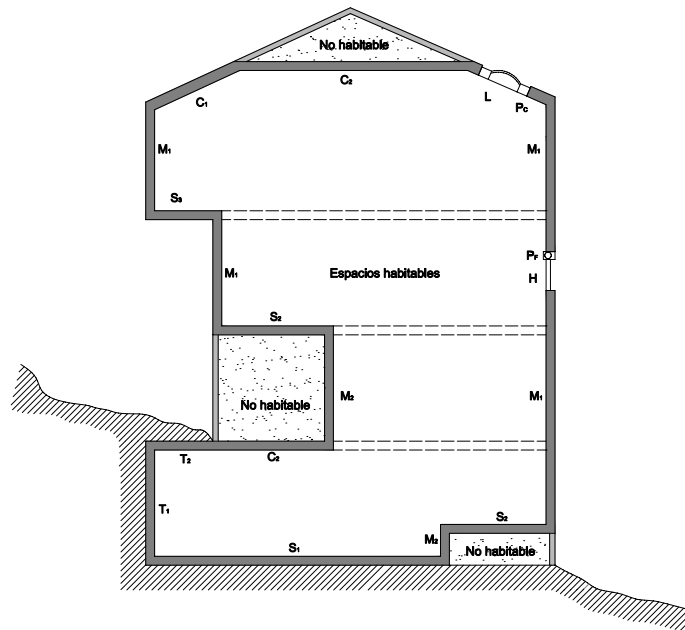 No habitable
C₂
C₁
L
Pc
M₁
M₁
S₃
PF
M₁
Espacios habitables
H
S₂
No habitable
M₂
M₁
T₂
C₂
T₁
S₂
M₂
S₁
No habitable